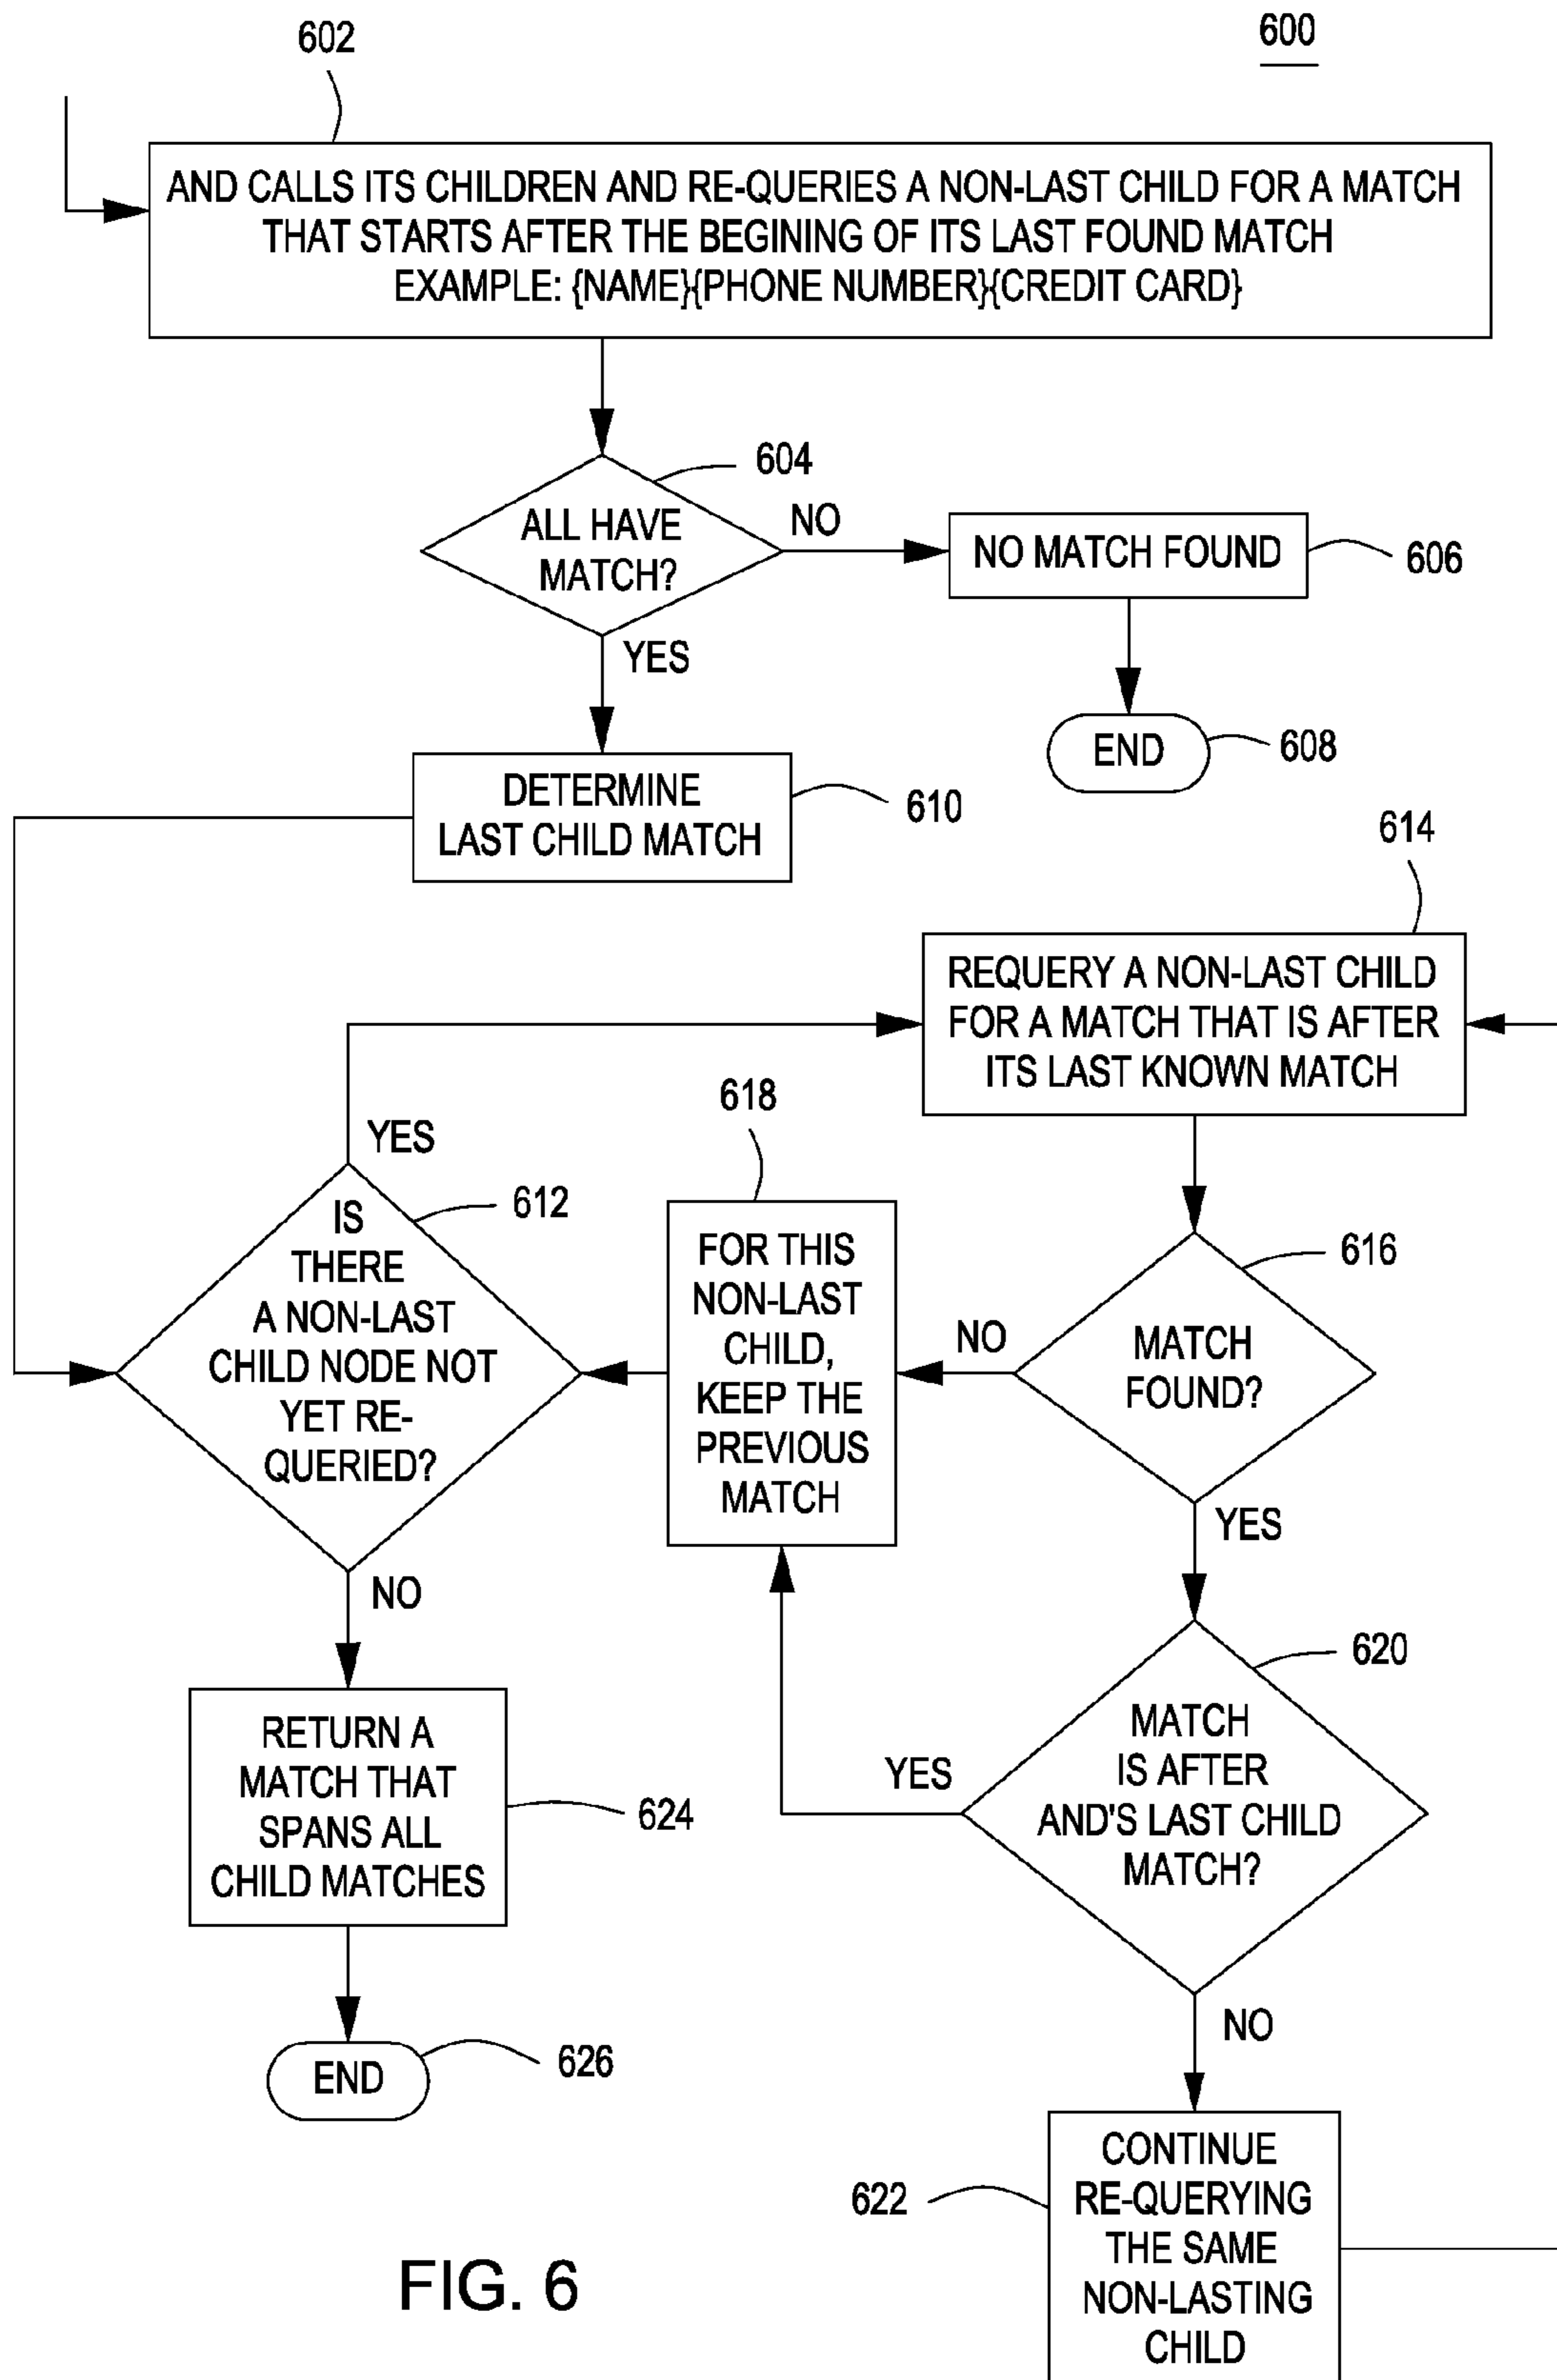 600
602
AND CALLS ITS CHILDREN AND RE-QUERIES A NON-LAST CHILD FOR A MATCH
THAT STARTS AFTER THE BEGINING OF ITS LAST FOUND MATCH
EXAMPLE: {NAME}{PHONE NUMBER}{CREDIT CARD}
604
ALL HAVE
MATCH?
NO
NO MATCH FOUND
606
YES
END
608
DETERMINE
LAST CHILD MATCH
610
614
REQUERY A NON-LAST CHILD
FOR A MATCH THAT IS AFTER
ITS LAST KNOWN MATCH
618
YES
612
IS
THERE
A NON-LAST
CHILD NODE NOT
YET RE-
QUERIED?
FOR THIS
NON-LAST
CHILD,
KEEP THE
PREVIOUS
MATCH
NO
616
MATCH
FOUND?
YES
NO
620
MATCH
IS AFTER
AND'S LAST CHILD
MATCH?
YES
RETURN A
MATCH THAT
SPANS ALL
CHILD MATCHES
624
NO
END
626
622
CONTINUE
RE-QUERYING
THE SAME
NON-LASTING
CHILD
FIG. 6